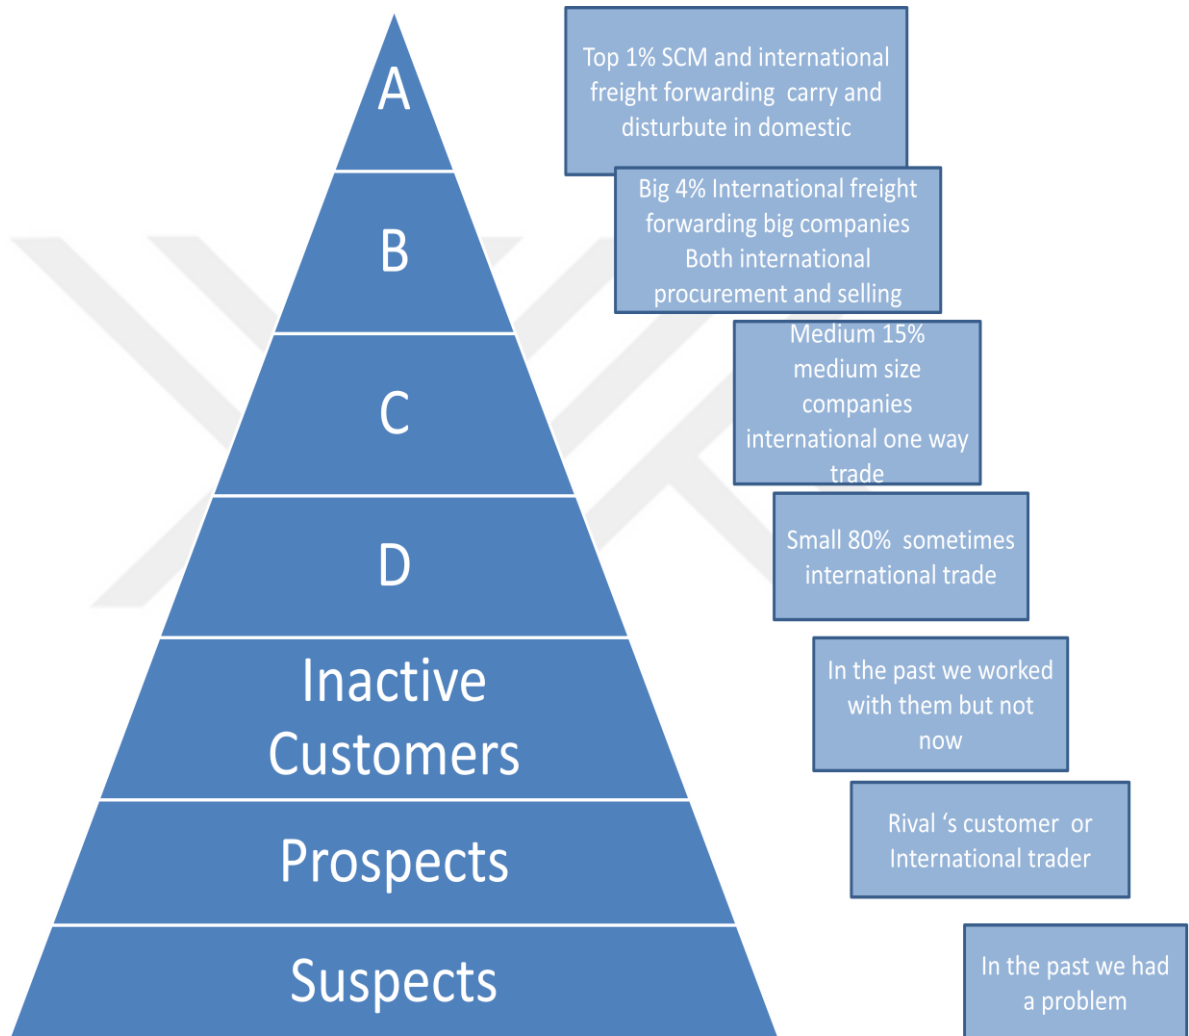 A
Top 1% SCM and international
freight forwarding carry and
disturbute in domestic
B
Big 4% International freight
forwarding big companies
Both international
procurement and selling
C
Medium 15%
medium size
companies
international one way
trade
D
Small 80% sometimes
international trade
Inactive
Customers
In the past we worked
with them but not
now
Prospects
Rival ‘s customer or
International trader
Suspects
In the past we had
a problem